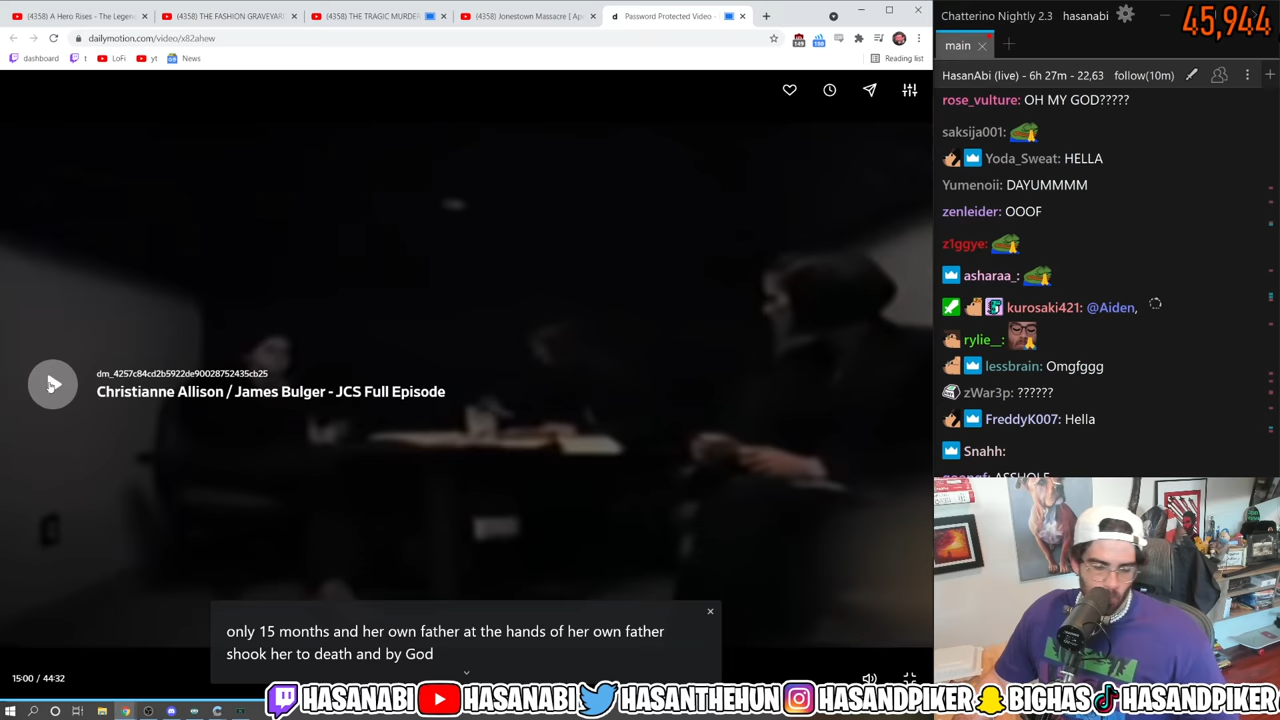 (4358) A Hero Rises - The Legen
(4358) THE FASHION GRAVEYAR
(4358) THE TRAGIC MURDER
(4358) Jonestown Massacre [ Ap
Password Protected Video -
dailymotion.com/video/x82ahew
dashboard
t
LoFi
yt
News
Reading list
dm_4257c84cd2b5922de90028752435cb25
Christianne Allison / James Bulger - JCS Full Episode
only 15 months and her own father at the hands of her own father
shook her to death and by God
15:00 / 44:32
Chatterino Nightly 2.3
hasanabi
45,944
main
HasanAbi (live) - 6h 27m - 22,63
follow(10m)
rose_vulture: OH MY GOD?????
saksija001:
Yoda_Sweat: HELLA
Yumenoii: DAYUMMMM
zenleider: OOOF
z1ggye:
asharaa_:
kurosaki421: @Aiden,
rylie__:
lessbrain: Omgfggg
zWar3p: ??????
FreddyK007: Hella
Snahh:
HASANABI
HASANABI
HASANTHEHUN
HASANDPIKER
BIGHAS
HASANDPIKER